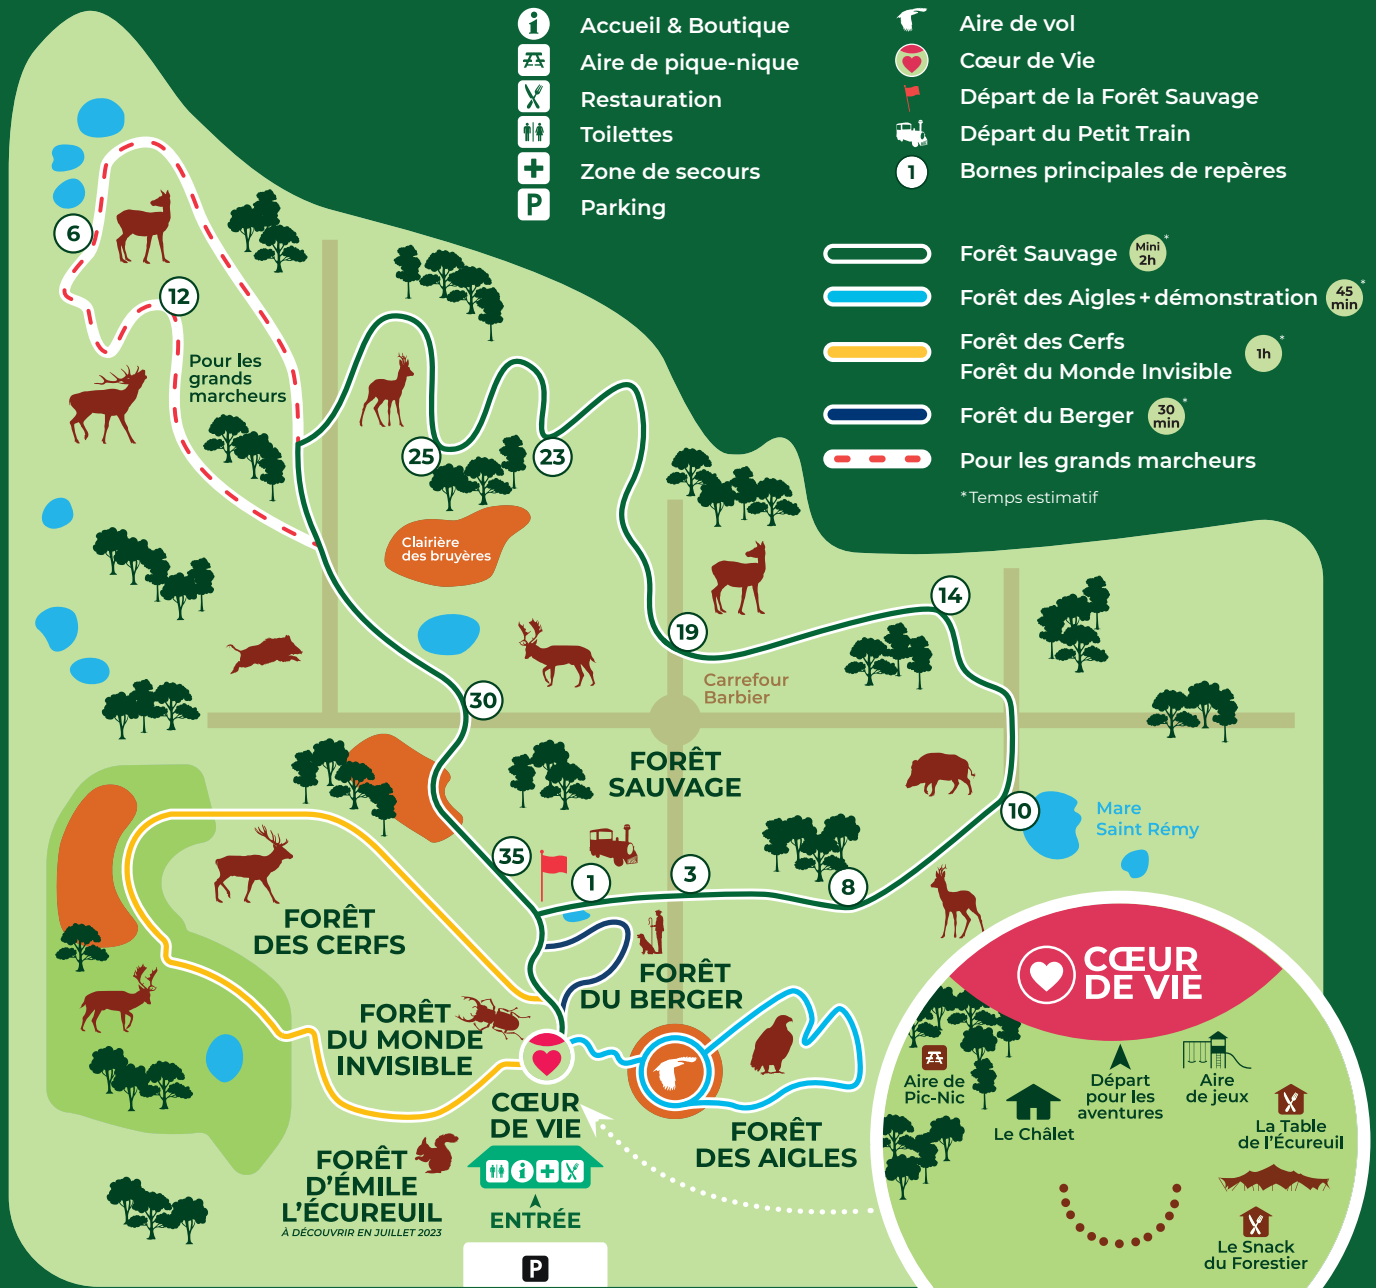 Accueil & Boutique
Aire de pique-nique
Restauration
Toilettes
Zone de secours
P Parking
Aire de vol
Cœur de Vie
Départ de la Forêt Sauvage
Départ du Petit Train
1 Bornes principales de repères
Forêt Sauvage Mini 2h*
Forêt des Aigles + démonstration 45 min*
Forêt des Cerfs
Forêt du Monde Invisible 1h*
Forêt du Berger 30 min*
Pour les grands marcheurs
*Temps estimatif
6
12
Pour les
grands
marcheurs
25
23
Clairière
des bruyères
19
14
Carrefour
Barbier
30
FORÊT
SAUVAGE
10
Mare
Saint Rémy
35
1
3
8
FORÊT
DES CERFS
FORÊT
DU BERGER
FORÊT
DU MONDE
INVISIBLE
CŒUR
DE VIE
FORÊT
DES AIGLES
FORÊT
D'ÉMILE
L'ÉCUREUIL
À DÉCOUVRIR EN JUILLET 2023
ENTRÉE
P
CŒUR
DE VIE
Aire de
Pic-Nic
Le Châlet
Départ
pour les
aventures
Aire
de jeux
La Table
de l'Écureuil
Le Snack
du Forestier